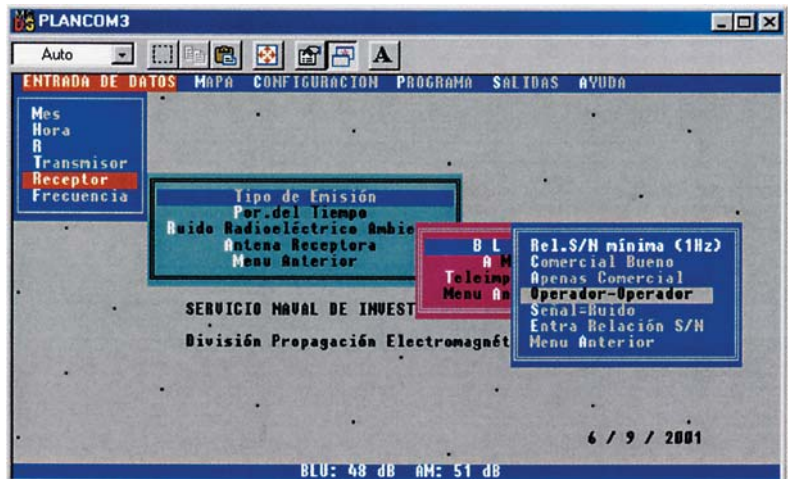 PLANCOM3
Auto
A
ENTRADA DE DATOS MAPA CONFIGURACION PROGRAMA SALIDAS AYUDA
Mes
Hora
R
Transmisor
Receptor
Frecuencia
Tipo de Emisión
Por.del Tiempo
Ruido Radioeléctrico Ambie
Antena Receptora
Menu Anterior
B L
A M
Teleimp
Menu An
Rel.S/N mínima (1Hz)
Comercial Bueno
Apenas Comercial
Operador-Operador
Señal=Ruido
Entra Relación S/N
Menu Anterior
SERVICIO NAVAL DE INVEST
División Propagación Electromagnét
6 / 9 / 2001
BLU: 48 dB AM: 51 dB